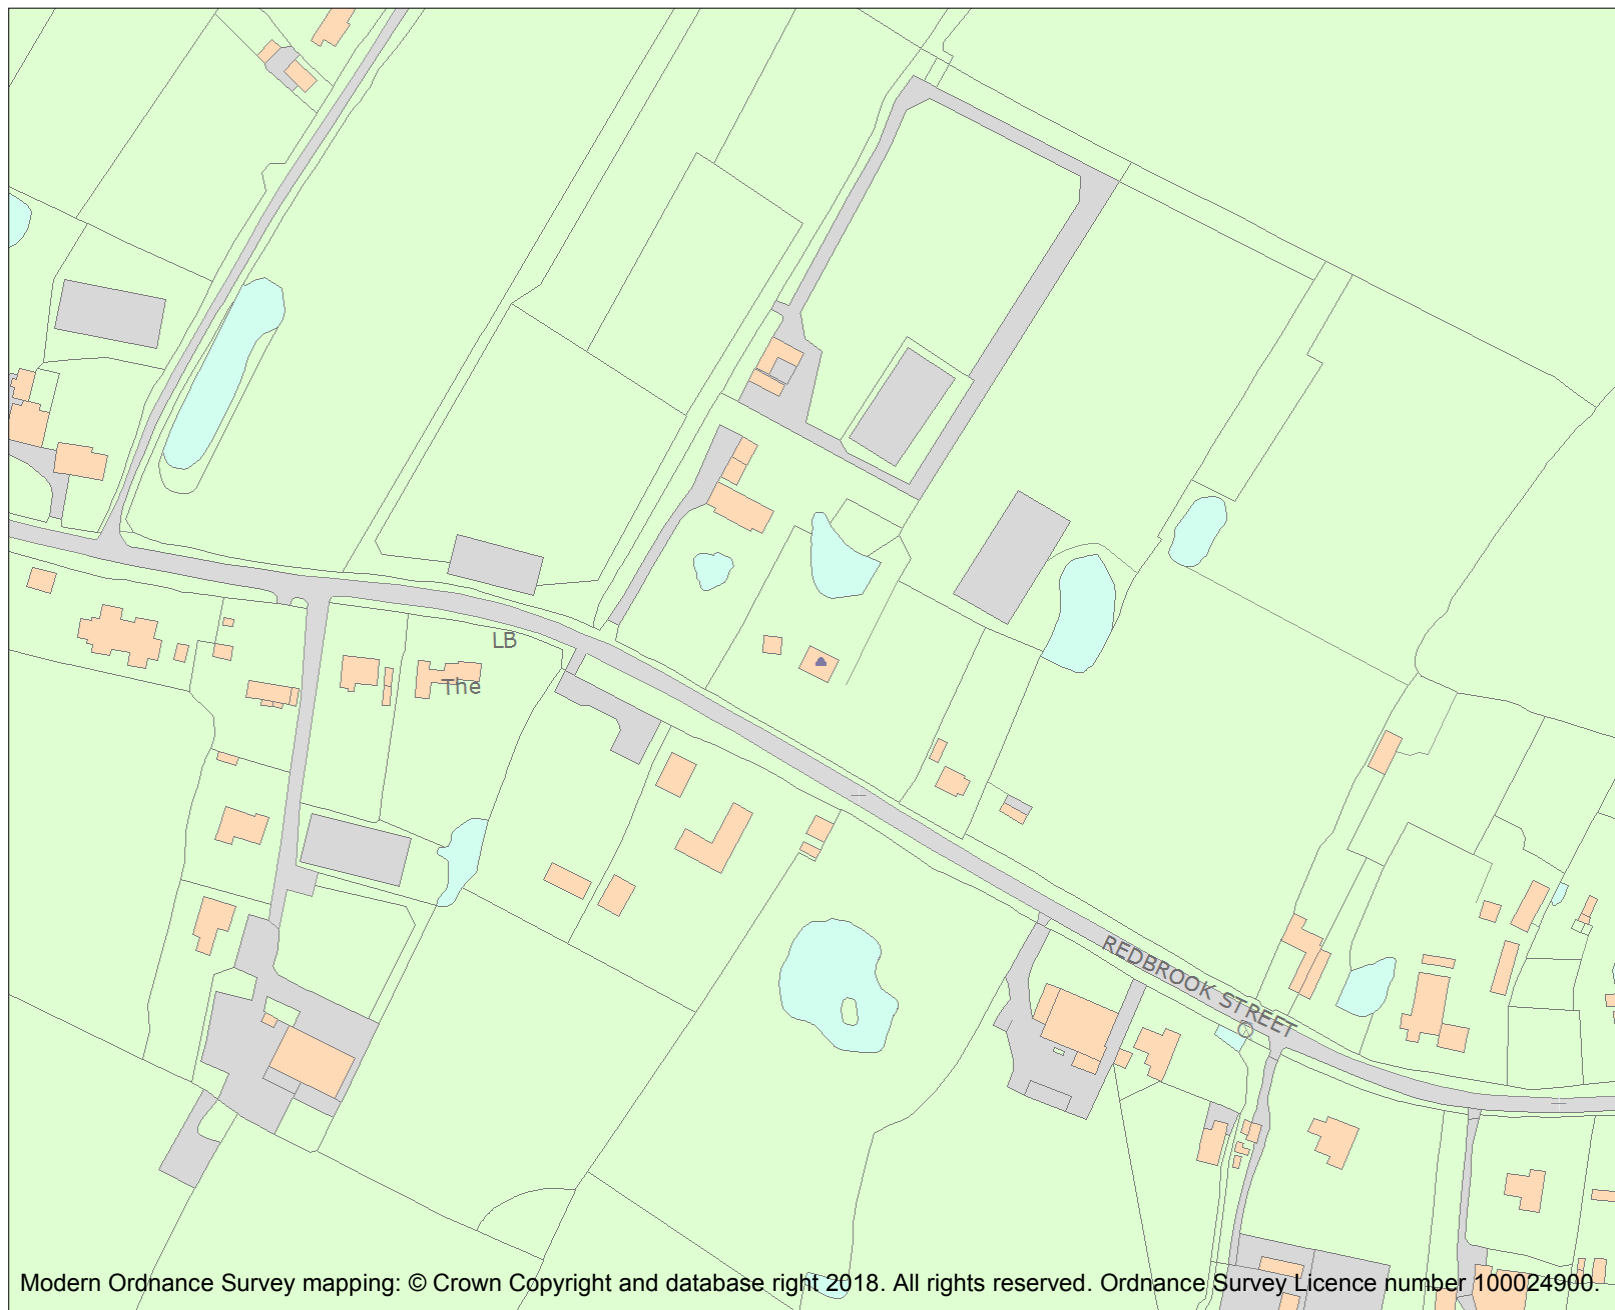 LB
The
REDBROOK STREET
Modern Ordnance Survey mapping: © Crown Copyright and database right 2018. All rights reserved. Ordnance Survey Licence number 100024900.